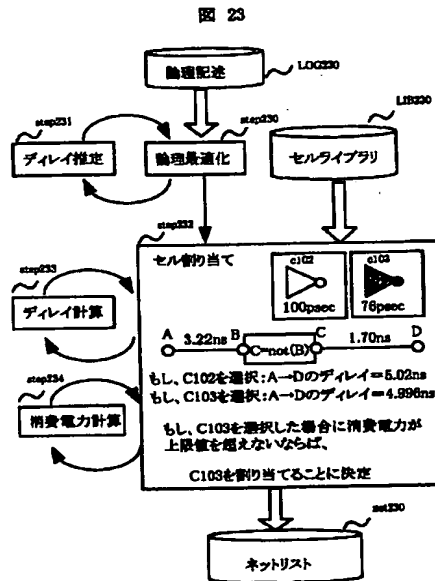 図 23
論理記述
LOG230
step231
step230
LIB230
ディレイ推定
論理最適化
セルライブラリ
step232
セル割り当て
c102
c103
100psec
76psec
step233
ディレイ計算
A 3.22ns B C=not(B) C 1.70ns D
もし、C102を選択:A→Dのディレイ=5.02ns
もし、C103を選択:A→Dのディレイ=4.996ns
step234
消費電力計算
もし、C103を選択した場合に消費電力が
上限値を超えないならば、
C103を割り当てることに決定
net230
ネットリスト